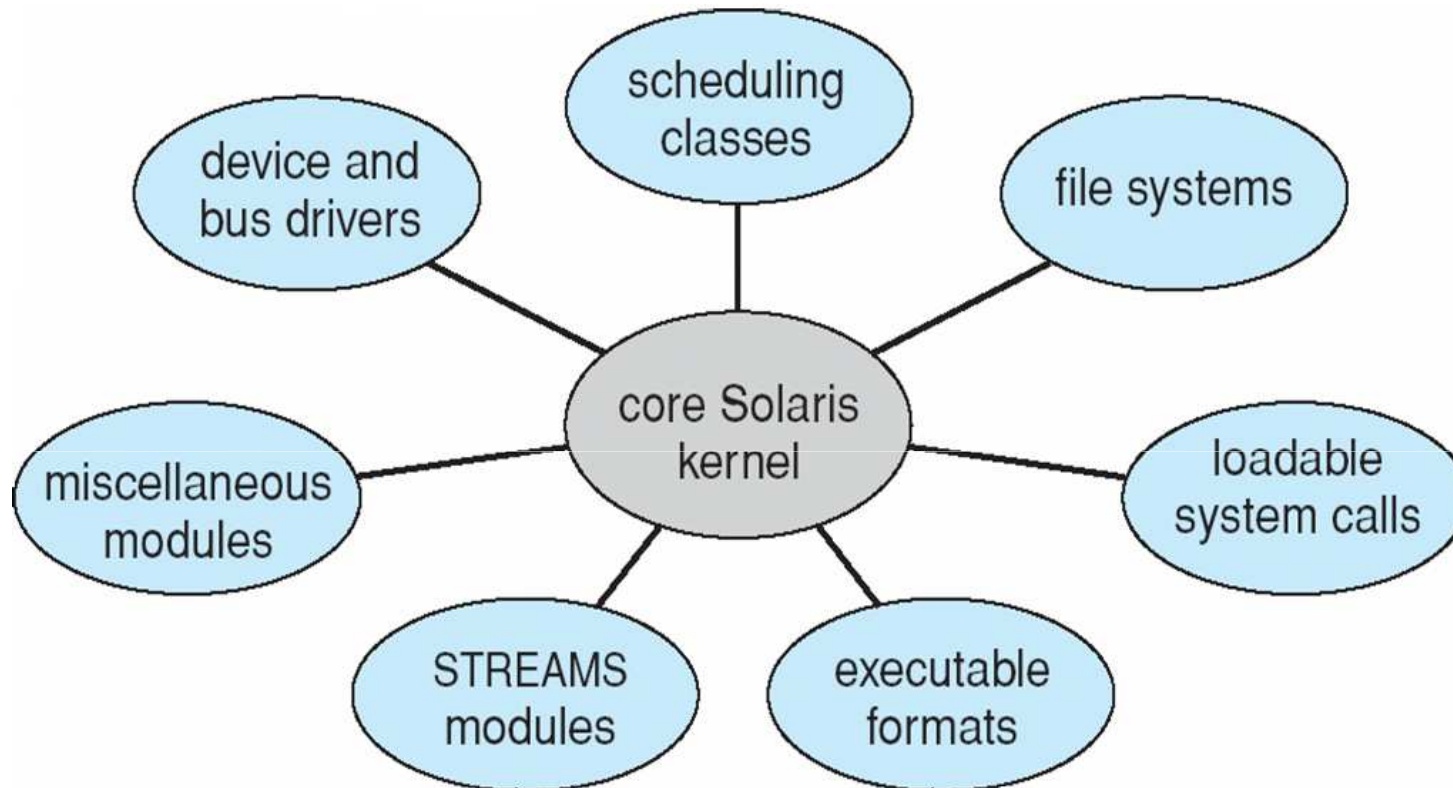 scheduling
classes
device and
bus drivers
file systems
core Solaris
kernel
loadable
system calls
miscellaneous
modules
STREAMS
modules
executable
formats